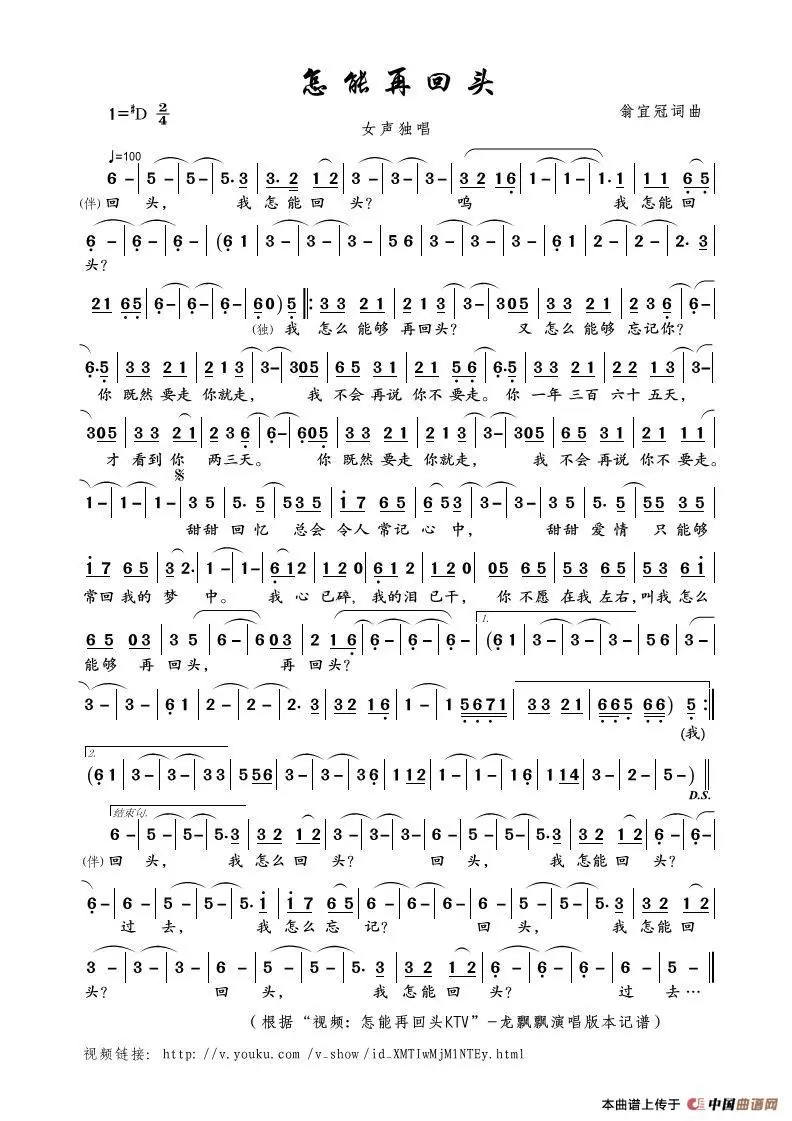 怎能再回头
1=#D 2/4
翁宜冠词曲
女声独唱
♩=100
6 - | 5 - | 5 - | 5· 3 | 3· 2 1 2 | 3 - | 3 - | 3 - | 3 2 1 6 | 1 - | 1 - | 1· 1 | 1 1 6 5 |
(伴)回 头, 我 怎能回 头? 呜 我 怎能回
6 - | 6 - | 6 - | (6 1 | 3 - | 3 - | 3 - | 5 6 | 3 - | 3 - | 3 - | 6 1 | 2 - | 2 - | 2· 3 |
头?
2 1 6 5 | 6 - | 6 - | 6 - | 6 0) 5 |: 3 3 2 1 | 2 1 3 | 3 - | 3 0 5 | 3 3 2 1 | 2 3 6 | 6 - |
(独) 我 怎么能够 再回头? 又 怎么能够 忘记你?
6· 5 | 3 3 2 1 | 2 1 3 | 3 - | 3 0 5 | 6 5 3 1 | 2 1 5 6 | 6· 5 | 3 3 2 1 | 2 2 1 3 | 3 - |
你 既然要走 你就走, 我 不会再说 你不要走。你 一年三百 六十五天,
3 0 5 | 3 3 2 1 | 2 3 6 | 6 - | 6 0 5 | 3 3 2 1 | 2 1 3 | 3 - | 3 0 5 | 6 5 3 1 | 2 1 1 1 |
才 看到你 两三天。 你 既然要走 你就走, 我 不会再说 你不要走。
𝄋
1 - | 1 - | 1 - | 3 5 | 5· 5 | 5 3 5 | 1 7 6 5 | 6 5 3 | 3 - | 3 - | 3 5 | 5· 5 | 5 5 3 5 |
甜甜 回忆 总会 令人常记 心中, 甜甜 爱情 只能够
1 7 6 5 | 3 2· | 1 - | 1 - | 6 1 2 | 1 2 0 | 6 1 2 | 1 2 0 | 0 5 6 5 | 5 3 6 5 | 5 3 6 1 |
常回我的 梦 中。 我 心 已碎, 我的泪 已干, 你不愿 在我左右,叫我怎么
6 5 0 3 | 3 5 | 6 - | 6 0 3 | 2 1 6 | 6 - | 6 - | 6 - | 1. (6 1 | 3 - | 3 - | 3 - | 5 6 | 3 - |
能够 再 回头, 再 回头?
3 - | 3 - | 6 1 | 2 - | 2 - | 2· 3 | 3 2 1 6 | 1 - | 1 5 6 7 1 | 3 3 2 1 | 6 6 5 6 6) 5 :|
(我)
2.
(6 1 | 3 - | 3 - | 3 3 | 5 5 6 | 3 - | 3 - | 3 6 | 1 1 2 | 1 - | 1 - | 1 6 | 1 1 4 | 3 - | 2 - | 5 - ) ‖
D.S.
结束句.
6 - | 5 - | 5 - | 5· 3 | 3 2 1 2 | 3 - | 3 - | 6 - | 5 - | 5 - | 5· 3 | 3 2 1 2 | 6 - | 6 - |
(伴)回 头, 我 怎么回 头? 回 头, 我 怎能回 头?
6 - | 6 - | 5 - | 5 - | 5· 1 | 1 7 6 5 | 6 - | 6 - | 6 - | 5 - | 5 - | 5· 3 | 3 2 1 2 |
过 去, 我 怎么忘 记? 回 头, 我 怎能回
3 - | 3 - | 3 - | 6 - | 5 - | 5 - | 5· 3 | 3 2 1 2 | 6 - | 6 - | 6 - | 6 - | 5 - ‖
头? 回 头, 我 怎能回 头? 过 去…
(根据“视频: 怎能再回头KTV”-龙飘飘演唱版本记谱)
视频链接: http: //v.youku.com /v_show /id_XMTIwMjM1NTEy.html
本曲谱上传于 中国曲谱网